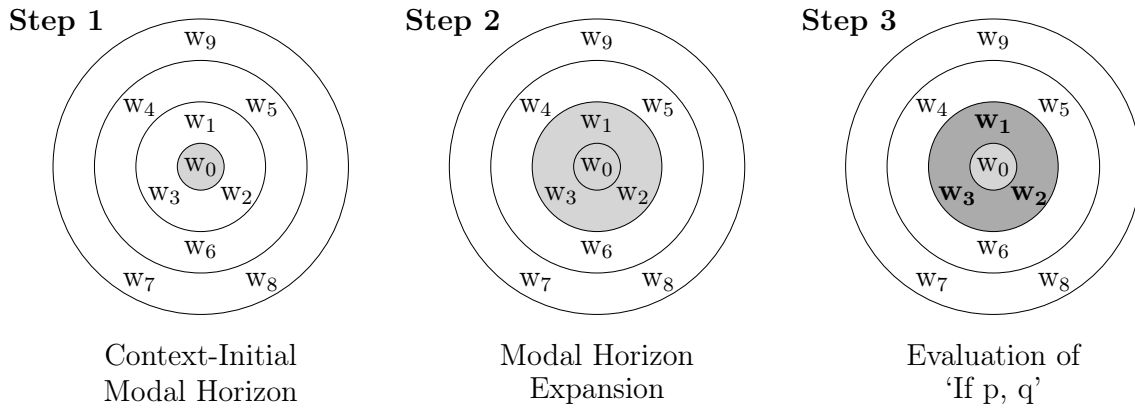 Step 1
w₉
w₄ w₅
w₁
w₀
w₃ w₂
w₆
w₇ w₈
Context-Initial
Modal Horizon
Step 2
w₉
w₄ w₅
w₁
w₀
w₃ w₂
w₆
w₇ w₈
Modal Horizon
Expansion
Step 3
w₉
w₄ w₅
w₁
w₀
w₃ w₂
w₆
w₇ w₈
Evaluation of
‘If p, q’